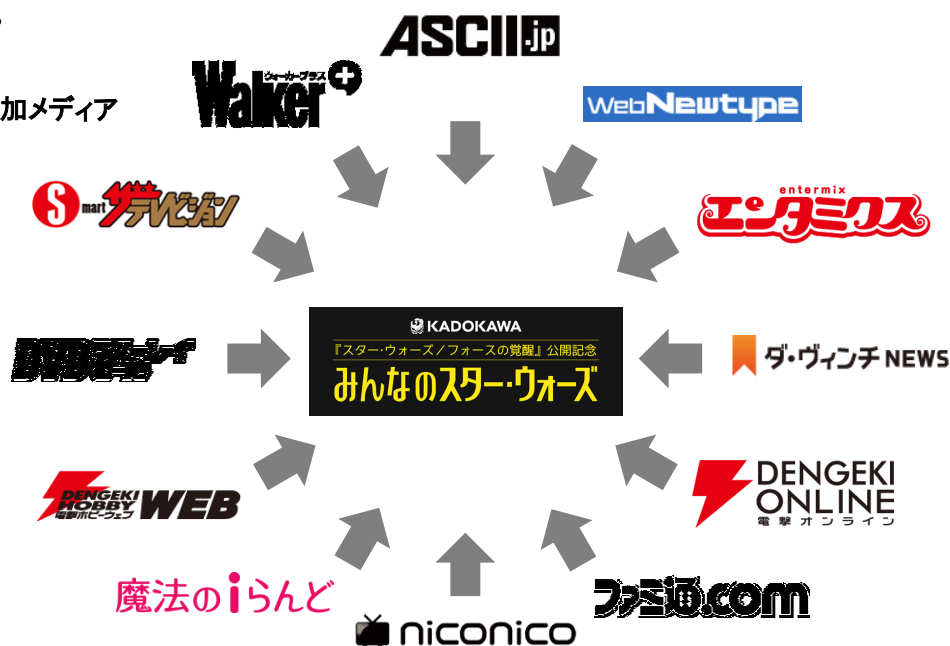 ASCII.jp
ウォーカープラス
Walker+
加メディア
WebNewtype
Smart ザテレビジョン
entermix
エンタミクス
KADOKAWA
『スター・ウォーズ/フォースの覚醒』公開記念
みんなのスター・ウォーズ
ダ・ヴィンチ NEWS
DENGEKI
HOBBY
電撃ホビーウェブ
WEB
DENGEKI
ONLINE
電撃オンライン
魔法のiらんど
ファミ通.com
niconico